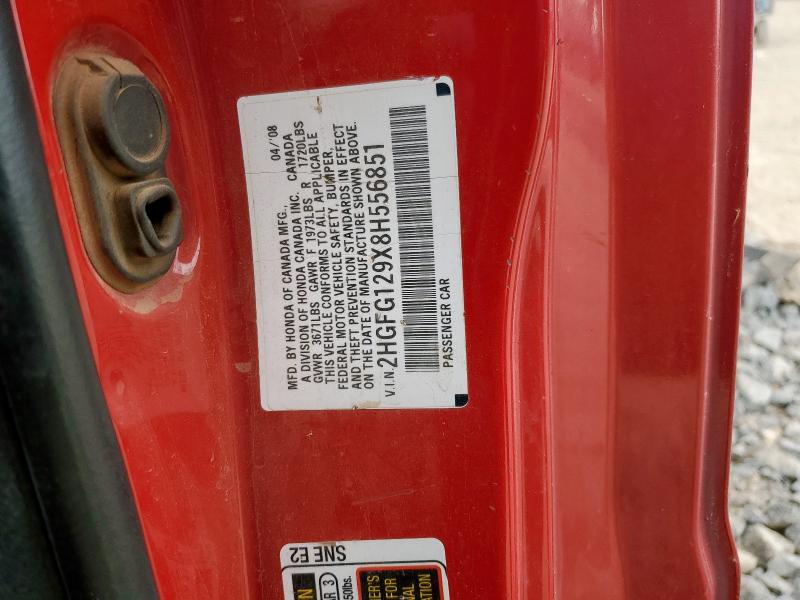 MFD. BY HONDA OF CANADA MFG., 04/'08
A DIVISION OF HONDA CANADA INC. CANADA
GVWR 3671LBS GAWR F 1973LBS R 1720LBS
THIS VEHICLE CONFORMS TO ALL APPLICABLE
FEDERAL MOTOR VEHICLE SAFETY, BUMPER,
AND THEFT PREVENTION STANDARDS IN EFFECT
ON THE DATE OF MANUFACTURE SHOWN ABOVE.
V.I.N. 2HGFG129X8H556851
PASSENGER CAR
SNE E2